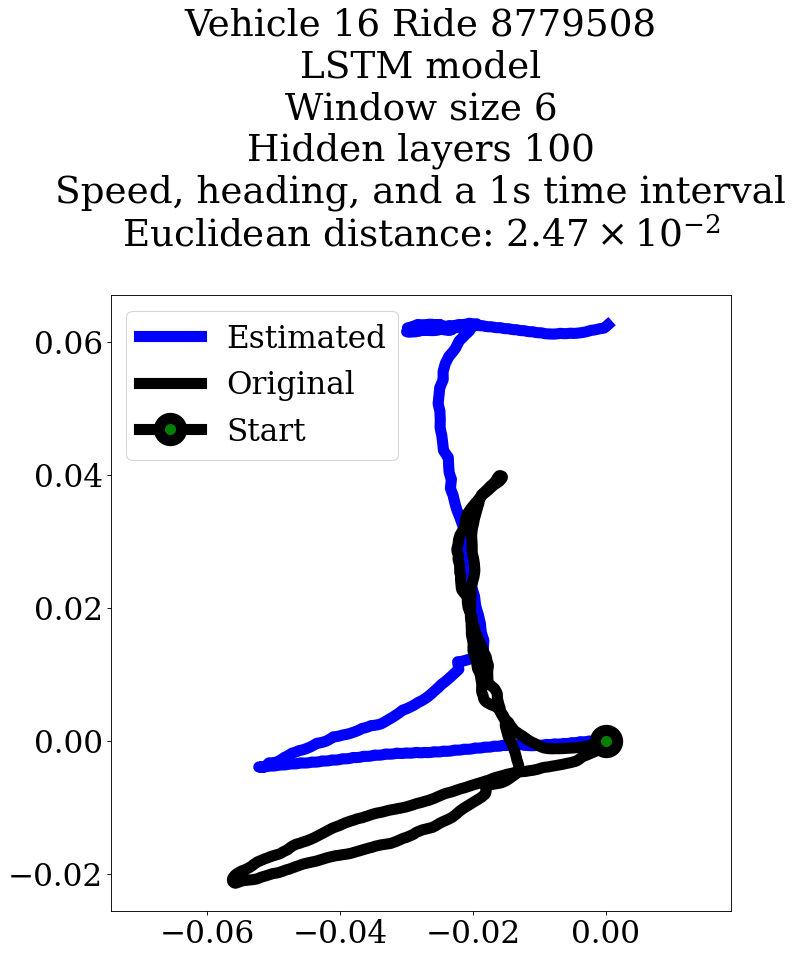 Vehicle 16 Ride 8779508
LSTM model
Window size 6
Hidden layers 100
Speed, heading, and a 1s time interval
Euclidean distance: 2.47 × 10⁻²
Estimated
Original
Start
0.06
0.04
0.02
0.00
−0.02
−0.06 −0.04 −0.02 0.00